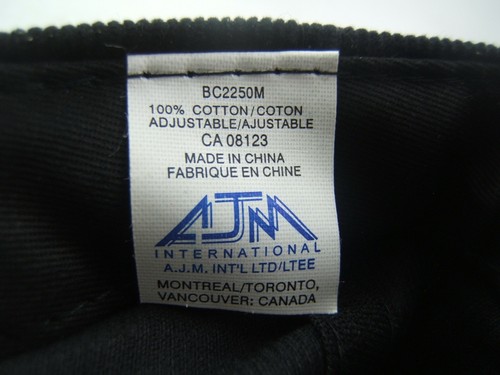 BC2250M
100% COTTON/COTON
ADJUSTABLE/AJUSTABLE
CA 08123
MADE IN CHINA
FABRIQUE EN CHINE
AJM
INTERNATIONAL
A.J.M. INT'L LTD/LTEE
MONTREAL/TORONTO,
VANCOUVER: CANADA